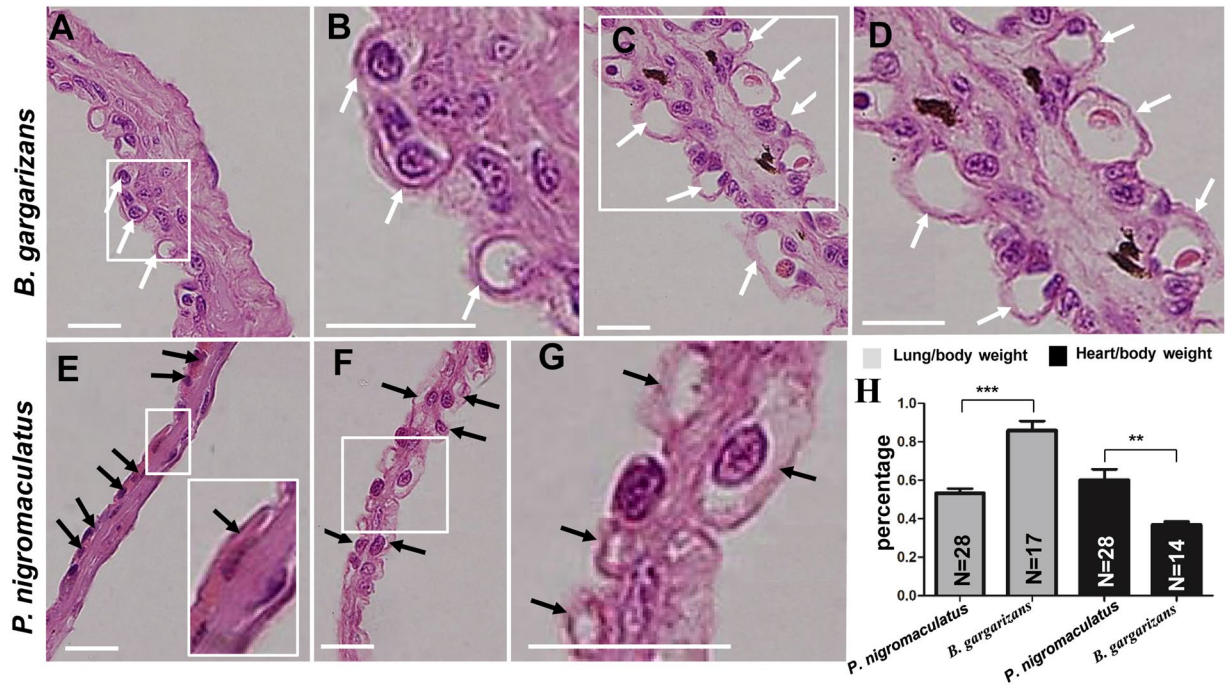 A
B
C
D
B. gargarizans
E
F
G
P. nigromaculatus
Lung/body weight
Heart/body weight
H
***
**
1.0
0.8
0.6
0.4
0.2
0.0
percentage
N=28
N=17
N=28
N=14
P. nigromaculatus
B. gargarizans
P. nigromaculatus
B. gargarizans